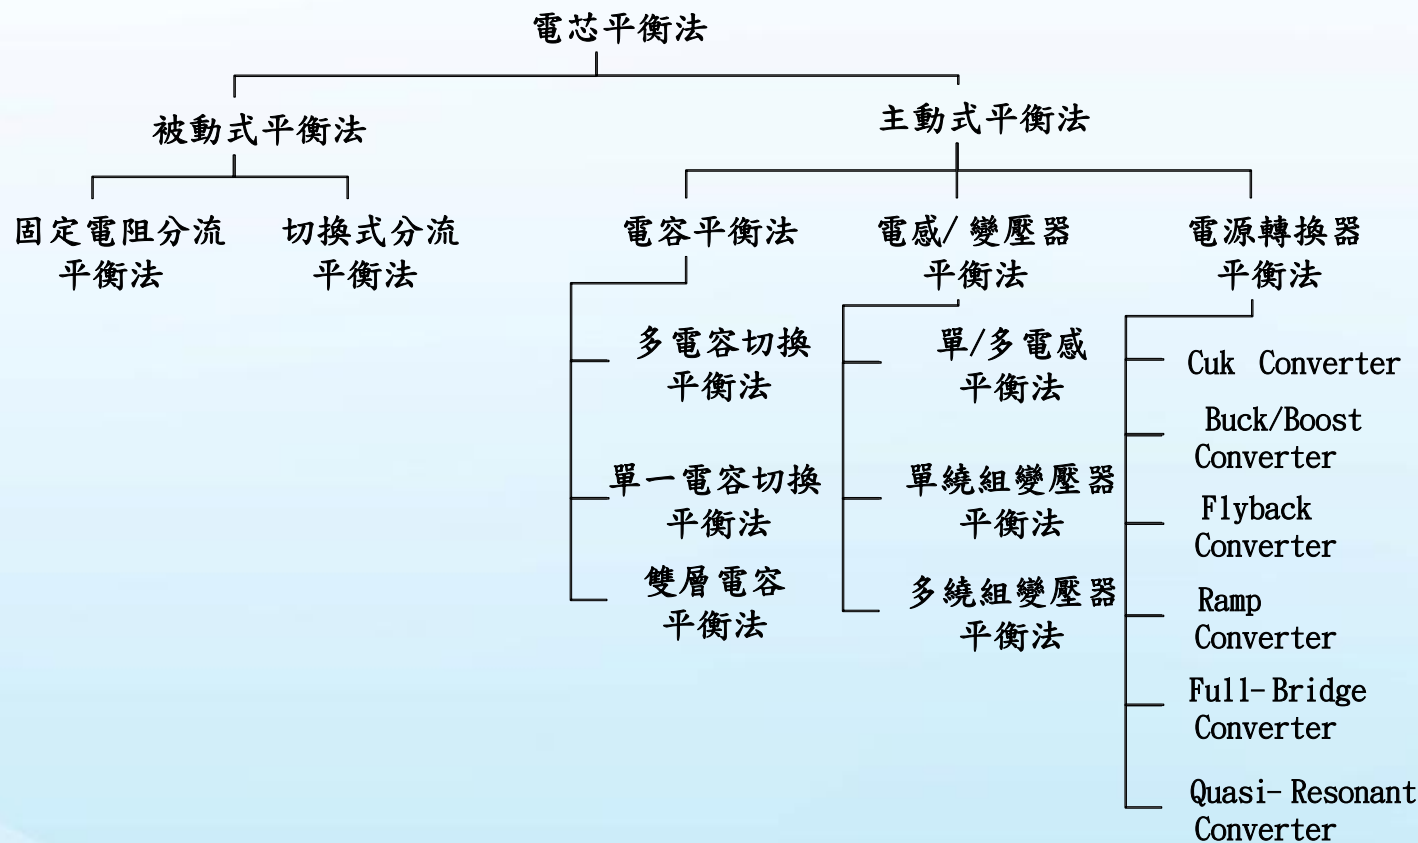 電芯平衡法
被動式平衡法
主動式平衡法
固定電阻分流
平衡法
切換式分流
平衡法
電容平衡法
電感/變壓器
平衡法
電源轉換器
平衡法
多電容切換
平衡法
單一電容切換
平衡法
雙層電容
平衡法
單/多電感
平衡法
單繞組變壓器
平衡法
多繞組變壓器
平衡法
Cuk Converter
Buck/Boost
Converter
Flyback
Converter
Ramp
Converter
Full-Bridge
Converter
Quasi-Resonant
Converter